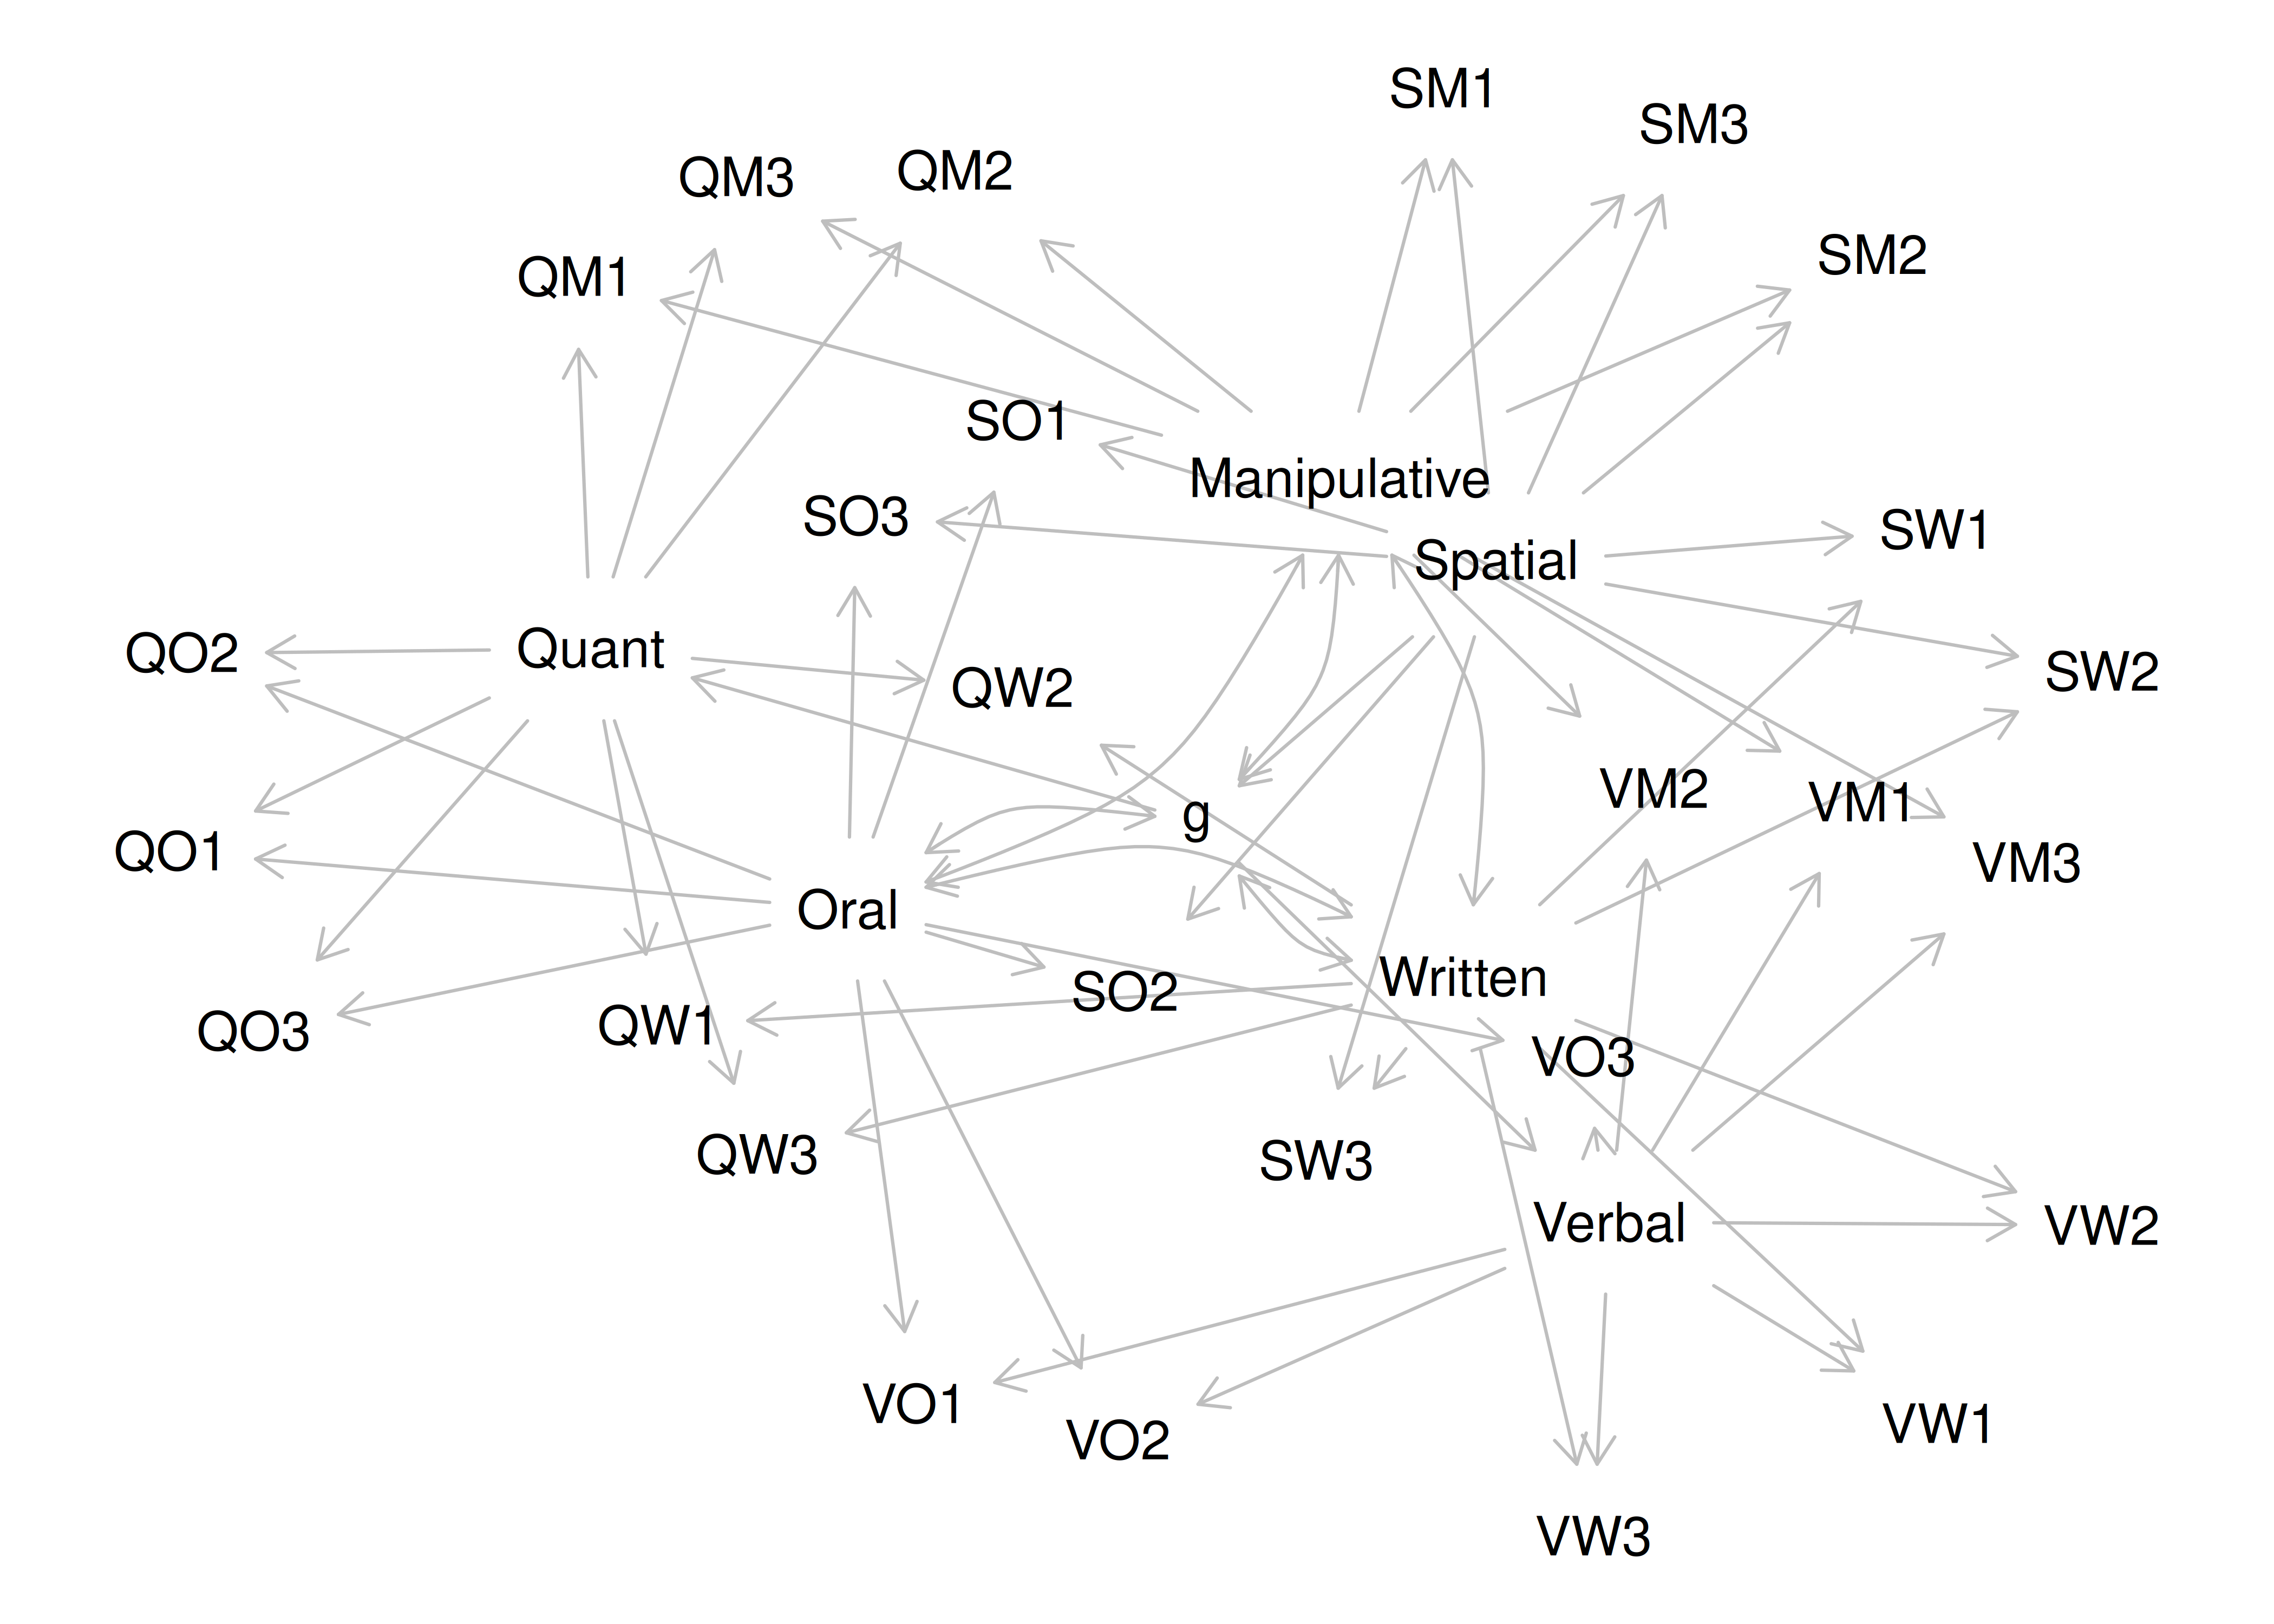 SM1
SM3
QM3
QM2
SM2
QM1
SO1
Manipulative
SO3
SW1
Spatial
QO2
Quant
SW2
QW2
VM2
VM1
g
QO1
VM3
Oral
Written
SO2
QO3
QW1
VO3
QW3
SW3
Verbal
VW2
VO1
VW1
VO2
VW3